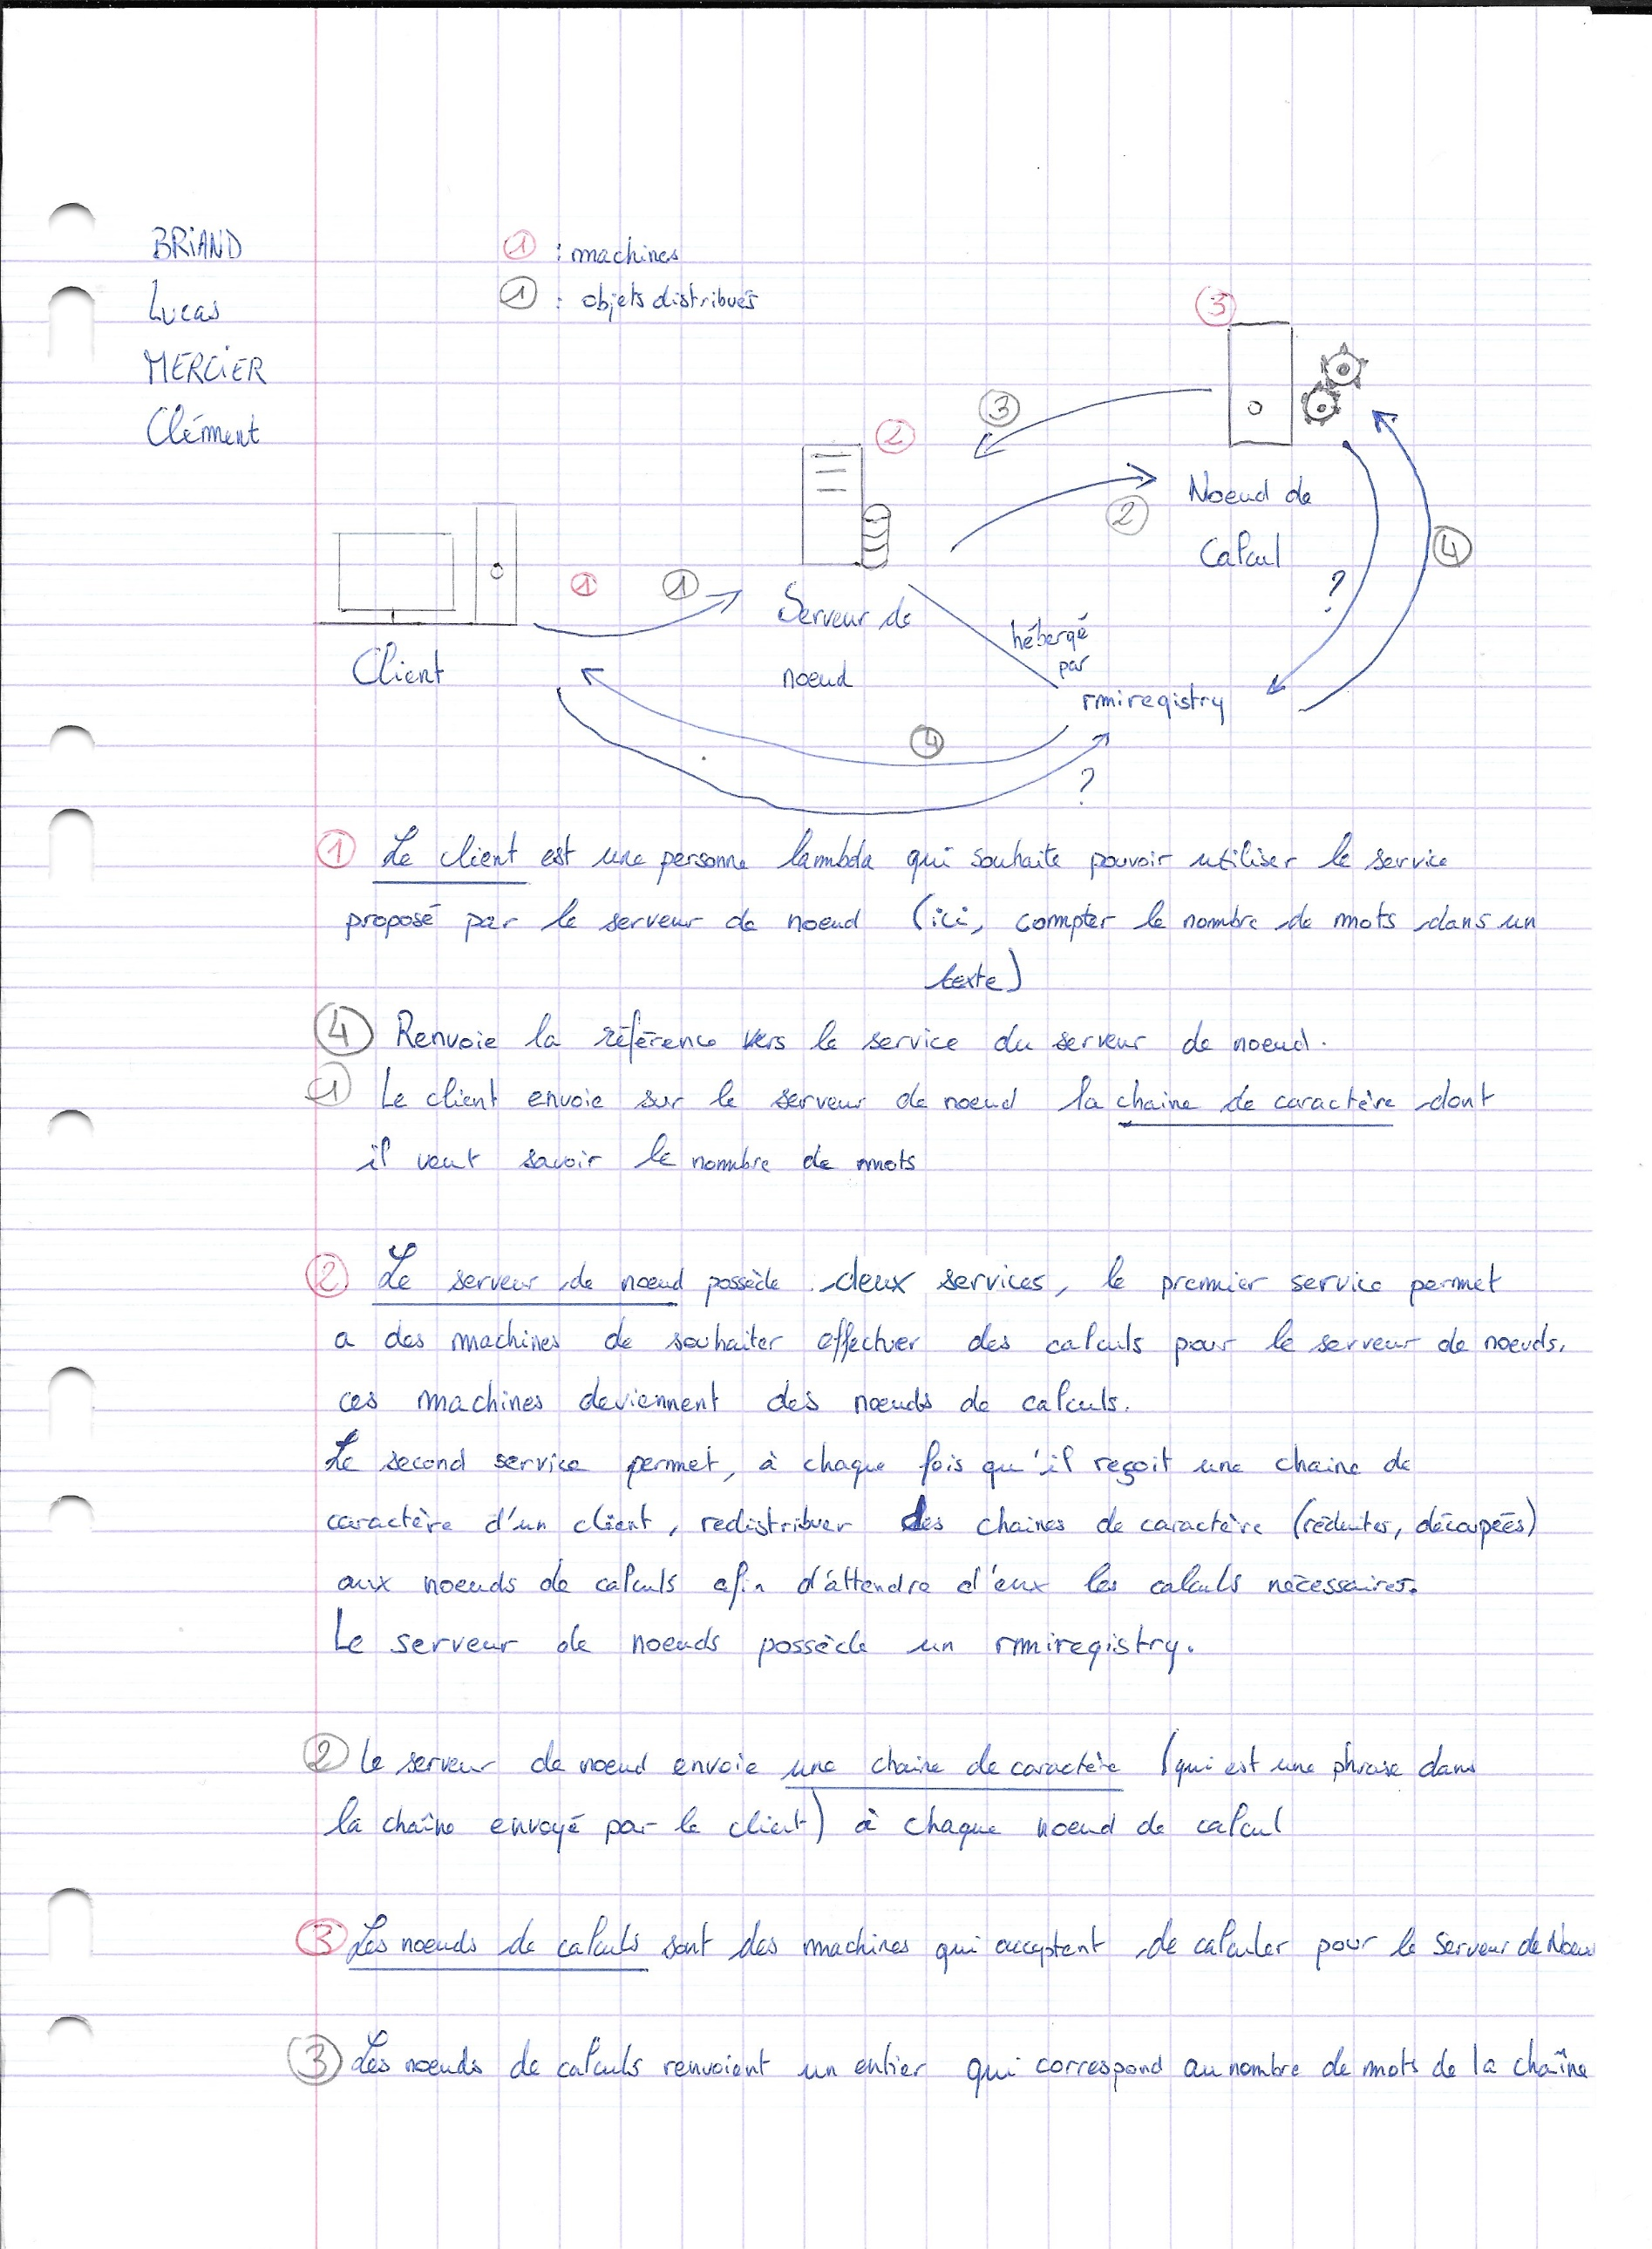 BRIAND
Lucas
MERCIER
Clément
① : machines
① : objets distribués
③
③
②
② Noeud de
Calcul
④
① ①
Serveur de
noeud
?
hébergé
par
Client
rmiregistry
④
?
① Le client est une personne lambda qui souhaite pouvoir utiliser le service
proposé par le serveur de noeud (ici, compter le nombre de mots dans un
texte)
④ Renvoie la référence vers le service du serveur de noeud.
① Le client envoie sur le serveur de noeud la chaine de caractère dont
il veut savoir le nombre de mots
② Le serveur de noeud possède deux services, le premier service permet
a des machines de souhaiter effectuer des calculs pour le serveur de noeuds,
ces machines deviennent des noeuds de calculs.
Le second service permet, à chaque fois qu'il reçoit une chaine de
caractère d'un client, redistribuer des chaines de caractère (réduites, découpées)
aux noeuds de calculs afin d'attendre d'eux les calculs nécessaires.
Le serveur de noeuds possède un rmiregistry.
② le serveur de noeud envoie une chaine de caractère (qui est une phrase dans
la chaîne envoyé par le client) à chaque noeud de calcul
③ Les noeuds de calculs sont des machines qui acceptent de calculer pour le Serveur de Noeu
③ Les noeuds de calculs renvoient un entier qui correspond au nombre de mots de la chaîne